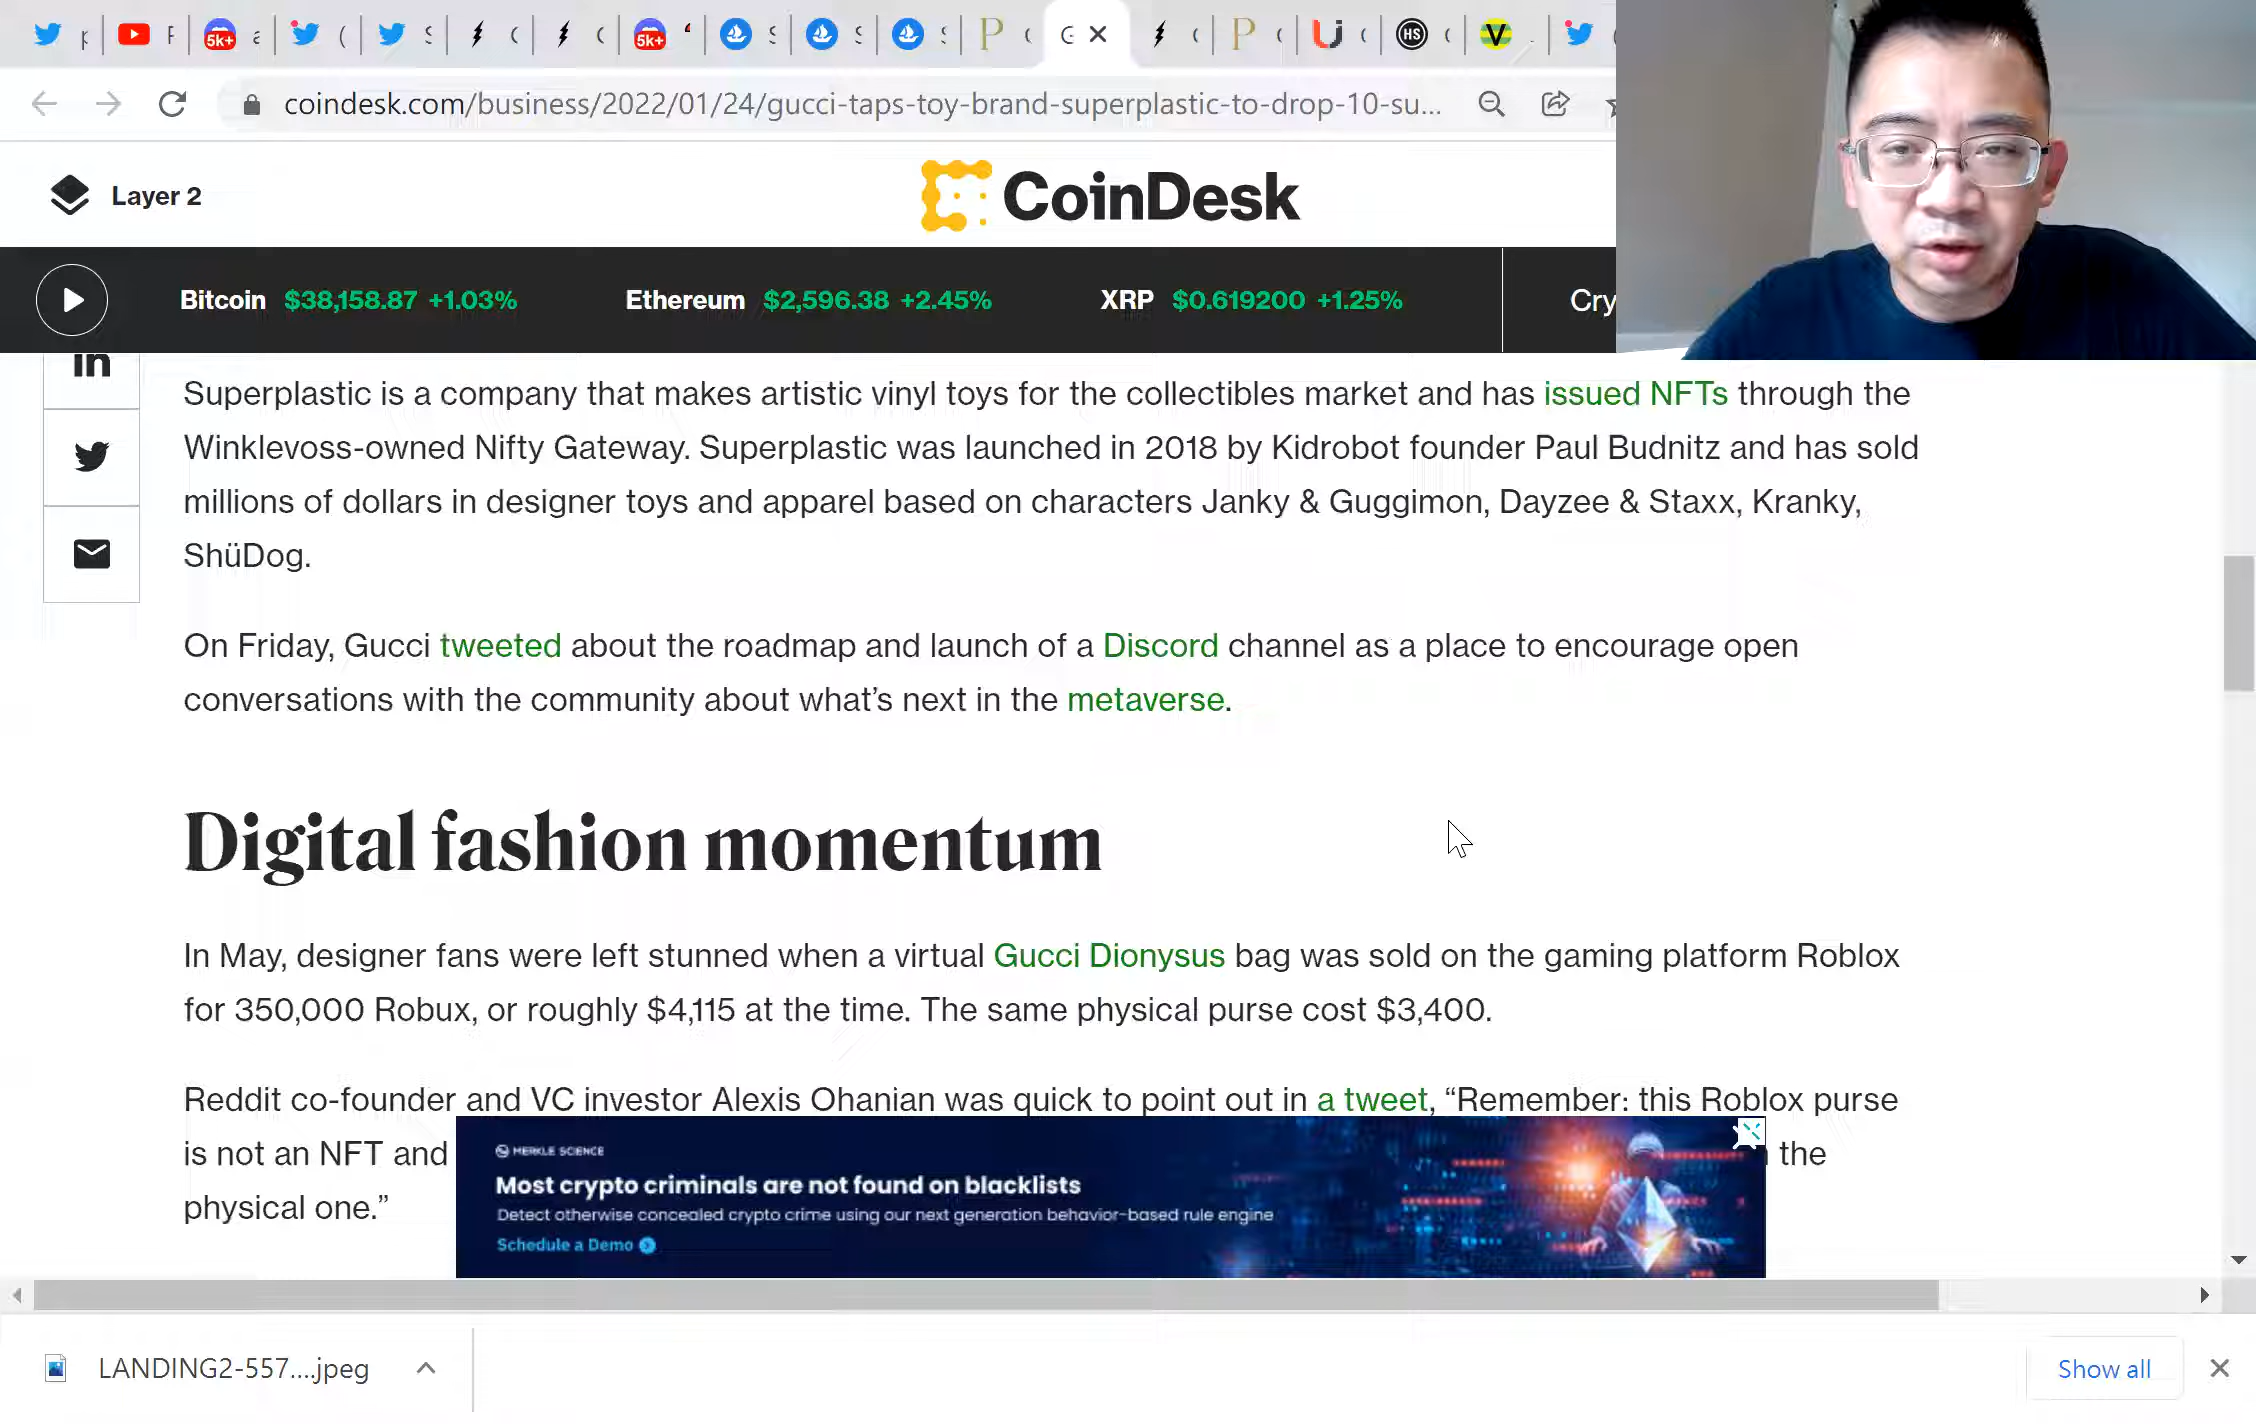 5k+
5k+
HS
coindesk.com/business/2022/01/24/gucci-taps-toy-brand-superplastic-to-drop-10-su...
Layer 2
CoinDesk
Bitcoin $38,158.87 +1.03% Ethereum $2,596.38 +2.45% XRP $0.619200 +1.25% Cry
in
Superplastic is a company that makes artistic vinyl toys for the collectibles market and has issued NFTs through the
Winklevoss-owned Nifty Gateway. Superplastic was launched in 2018 by Kidrobot founder Paul Budnitz and has sold
millions of dollars in designer toys and apparel based on characters Janky & Guggimon, Dayzee & Staxx, Kranky,
ShüDog.
On Friday, Gucci tweeted about the roadmap and launch of a Discord channel as a place to encourage open
conversations with the community about what’s next in the metaverse.
Digital fashion momentum
In May, designer fans were left stunned when a virtual Gucci Dionysus bag was sold on the gaming platform Roblox
for 350,000 Robux, or roughly $4,115 at the time. The same physical purse cost $3,400.
Reddit co-founder and VC investor Alexis Ohanian was quick to point out in a tweet, “Remember: this Roblox purse
is not an NFT and the
physical one.”
MERKLE SCIENCE
Most crypto criminals are not found on blacklists
Detect otherwise concealed crypto crime using our next generation behavior-based rule engine
Schedule a Demo
LANDING2-557....jpeg
Show all